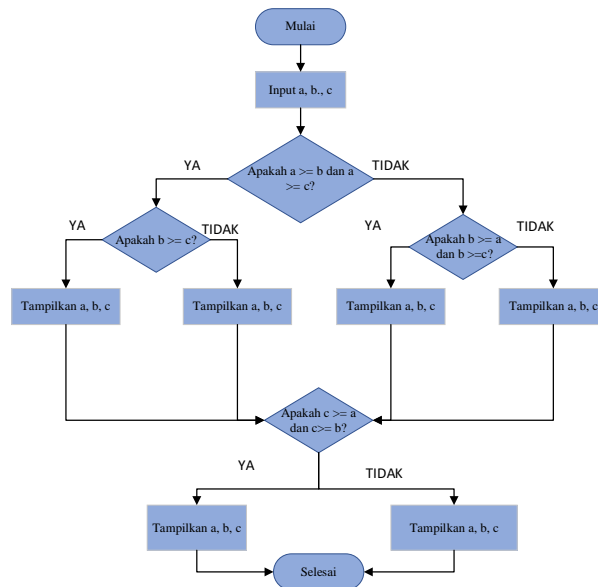 Mulai
Input a, b., c
Apakah a >= b dan a
>= c?
YA
TIDAK
Apakah b >= c?
YA
TIDAK
Apakah b >= a
dan b >=c?
YA
TIDAK
Tampilkan a, b, c
Tampilkan a, b, c
Tampilkan a, b, c
Tampilkan a, b, c
Apakah c >= a
dan c>= b?
YA
TIDAK
Tampilkan a, b, c
Tampilkan a, b, c
Selesai